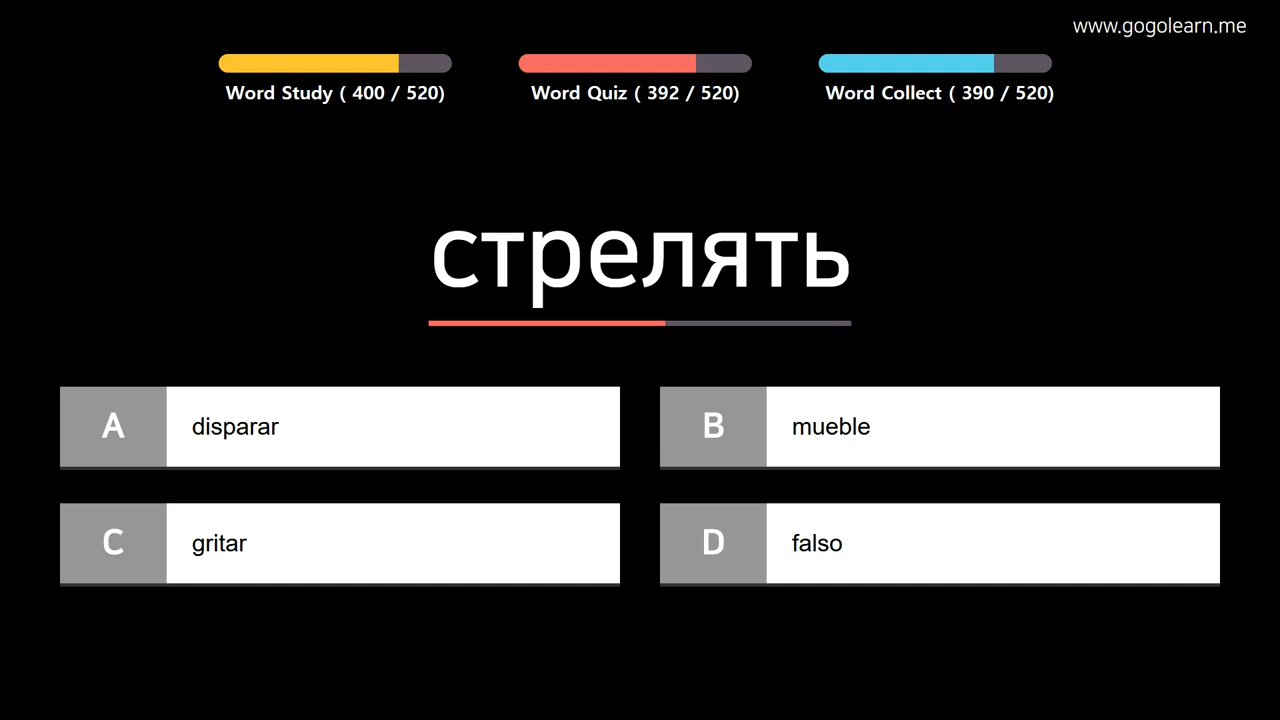 www.gogolearn.me
Word Study ( 400 / 520)
Word Quiz ( 392 / 520)
Word Collect ( 390 / 520)
стрелять
A disparar
B mueble
C gritar
D falso